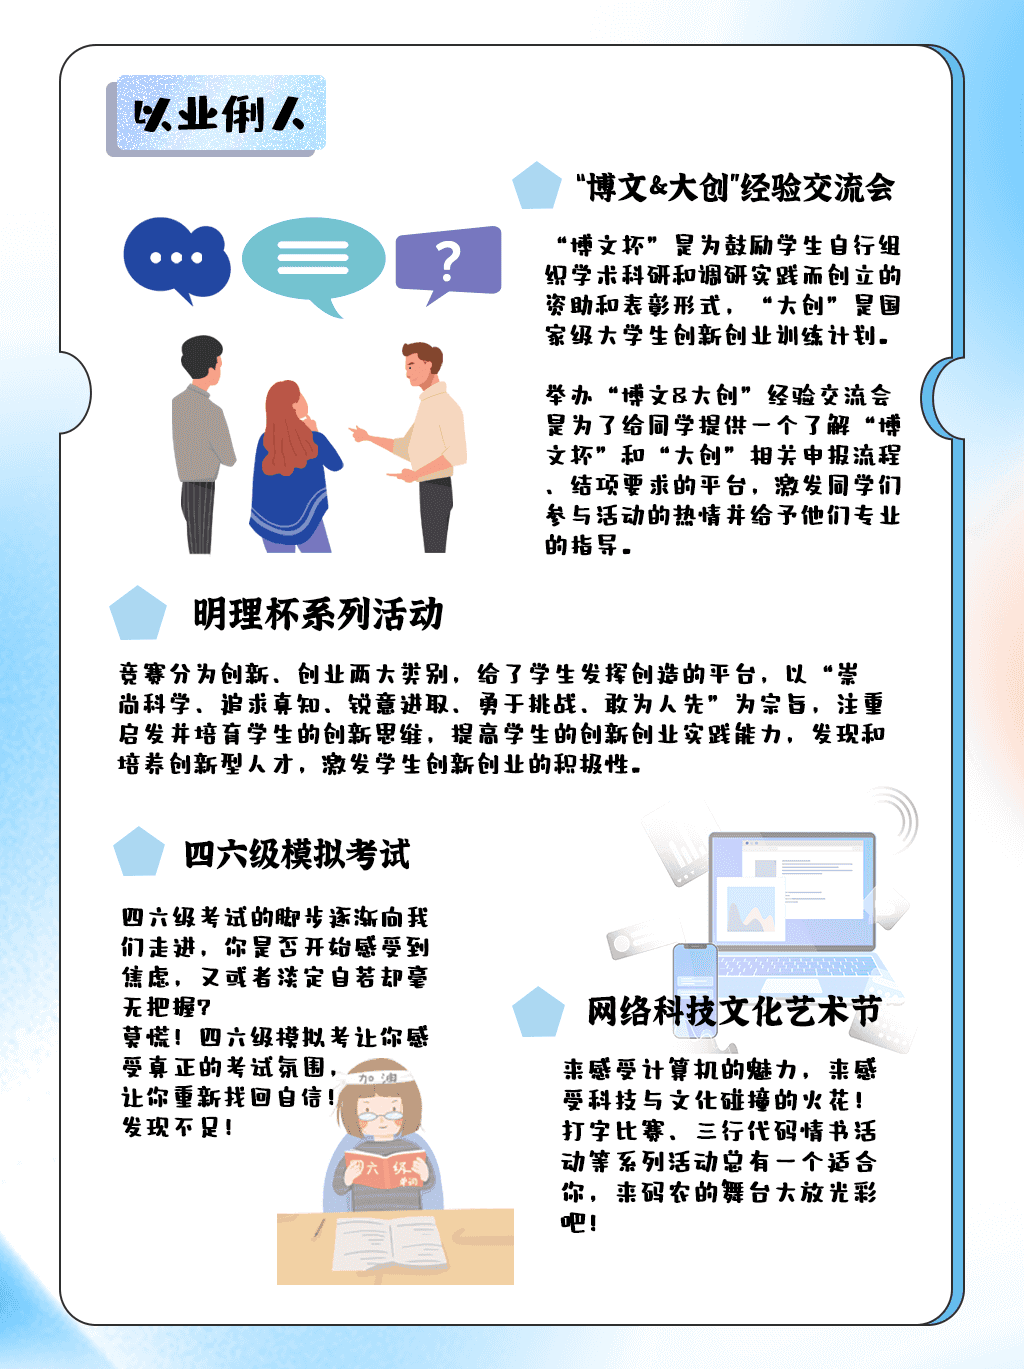 以业俐人
“博文&大创”经验交流会
“博文杯”是为鼓励学生自行组
织学术科研和调研实践而创立的
资助和表彰形式，“大创”是国
家级大学生创新创业训练计划。
举办“博文&大创”经验交流会
是为了给同学提供一个了解“博
文杯”和“大创”相关申报流程
、结项要求的平台，激发同学们
参与活动的热情并给予他们专业
的指导。
明理杯系列活动
竞赛分为创新、创业两大类别，给了学生发挥创造的平台，以“崇
尚科学、追求真知、锐意进取、勇于挑战、敢为人先”为宗旨，注重
启发并培育学生的创新思维，提高学生的创新创业实践能力，发现和
培养创新型人才，激发学生创新创业的积极性。
四六级模拟考试
四六级考试的脚步逐渐向我
们走进，你是否开始感受到
焦虑，又或者淡定自若却毫
无把握？
莫慌！四六级模拟考让你感
受真正的考试氛围，
让你重新找回自信！
发现不足！
加油
四六 级
单词
网络科技文化艺术节
来感受计算机的魅力，来感
受科技与文化碰撞的火花！
打字比赛、三行代码情书活
动等系列活动总有一个适合
你，来码农的舞台大放光彩
吧！